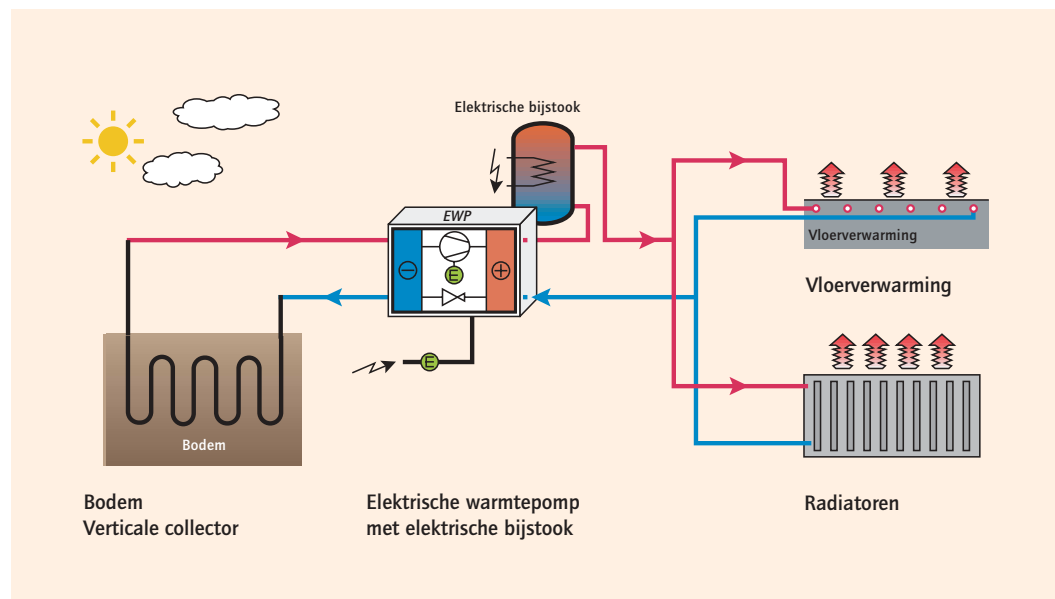 Elektrische bijstook
EWP
E
E
Vloerverwarming
Vloerverwarming
Bodem
Bodem
Verticale collector
Elektrische warmtepomp
met elektrische bijstook
Radiatoren